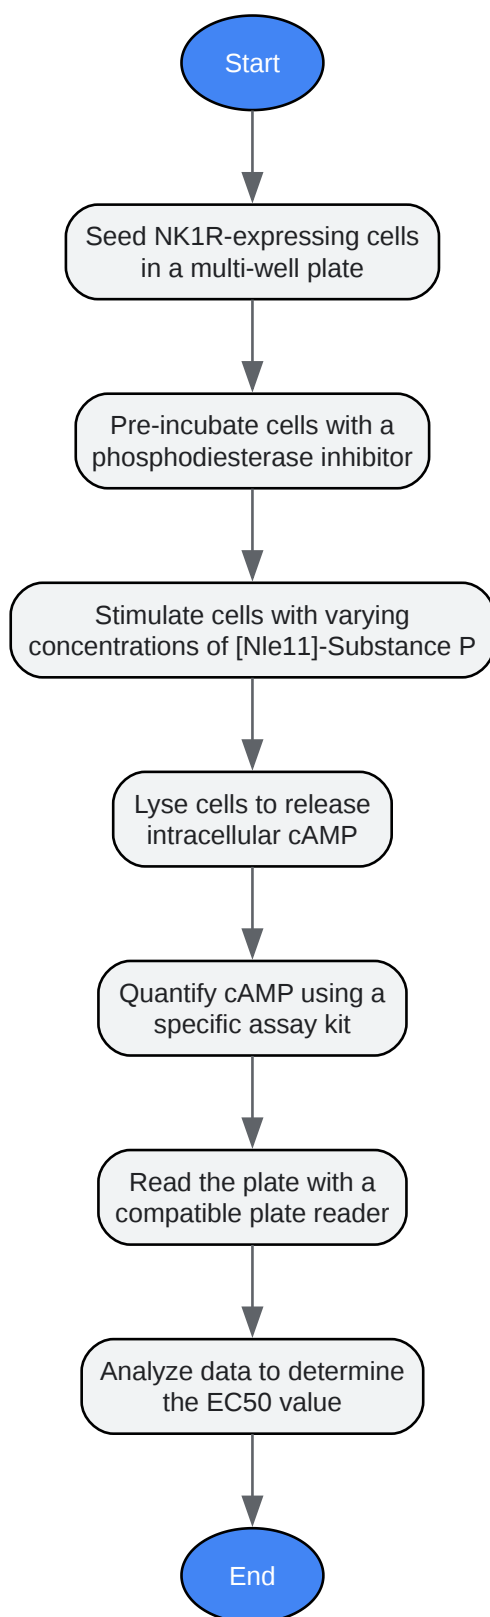 Start
Seed NK1R-expressing cells
in a multi-well plate
Pre-incubate cells with a
phosphodiesterase inhibitor
Stimulate cells with varying
concentrations of [Nle11]-Substance P
Lyse cells to release
intracellular cAMP
Quantify cAMP using a
specific assay kit
Read the plate with a
compatible plate reader
Analyze data to determine
the EC50 value
End